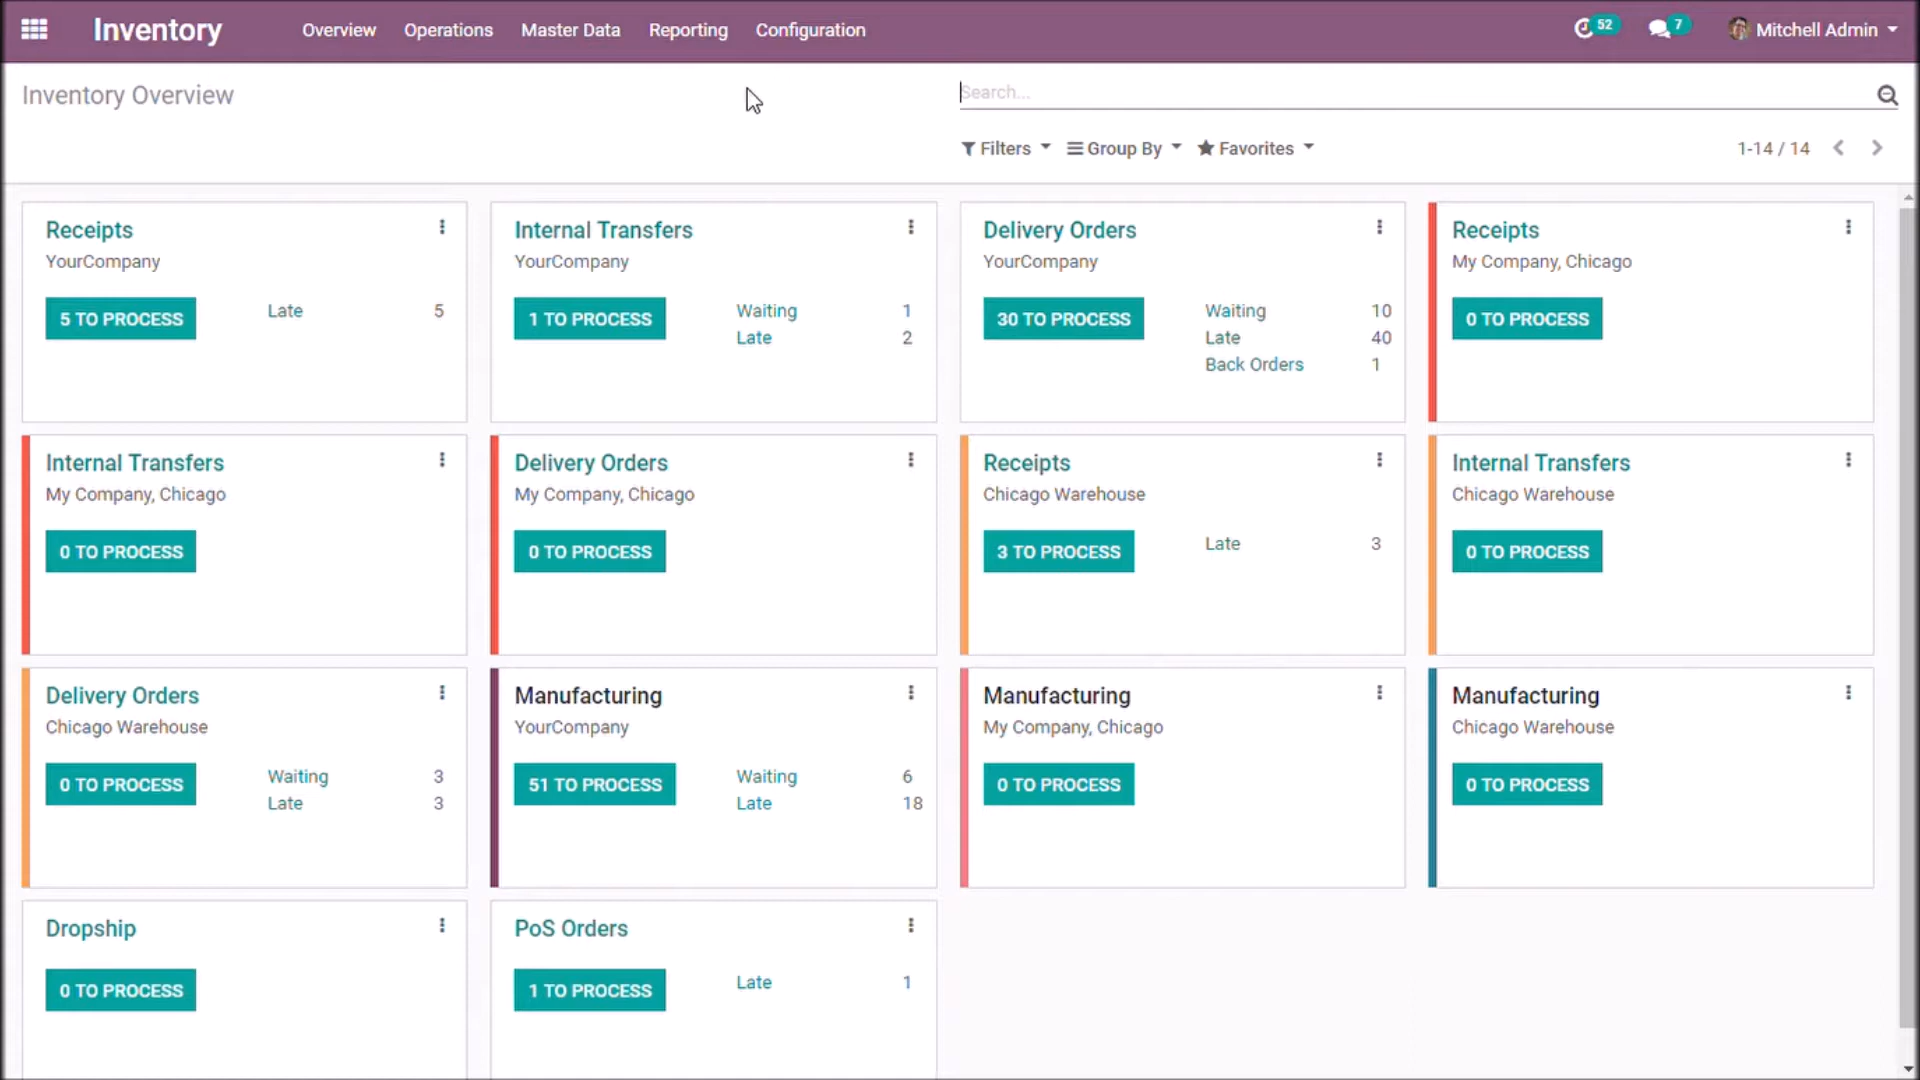 Inventory
Overview Operations Master Data Reporting Configuration
52
7
Mitchell Admin
Inventory Overview
Search...
Filters Group By Favorites
1-14 / 14
Receipts
YourCompany
5 TO PROCESS
Late 5
Internal Transfers
YourCompany
1 TO PROCESS
Waiting 1
Late 2
Delivery Orders
YourCompany
30 TO PROCESS
Waiting 10
Late 40
Back Orders 1
Receipts
My Company, Chicago
0 TO PROCESS
Internal Transfers
My Company, Chicago
0 TO PROCESS
Delivery Orders
My Company, Chicago
0 TO PROCESS
Receipts
Chicago Warehouse
3 TO PROCESS
Late 3
Internal Transfers
Chicago Warehouse
0 TO PROCESS
Delivery Orders
Chicago Warehouse
0 TO PROCESS
Waiting 3
Late 3
Manufacturing
YourCompany
51 TO PROCESS
Waiting 6
Late 18
Manufacturing
My Company, Chicago
0 TO PROCESS
Manufacturing
Chicago Warehouse
0 TO PROCESS
Dropship
0 TO PROCESS
PoS Orders
1 TO PROCESS
Late 1